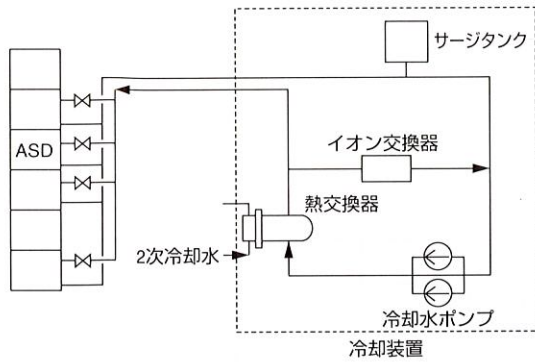 サージタンク
ASD
イオン交換器
熱交換器
2次冷却水
冷却水ポンプ
冷却装置